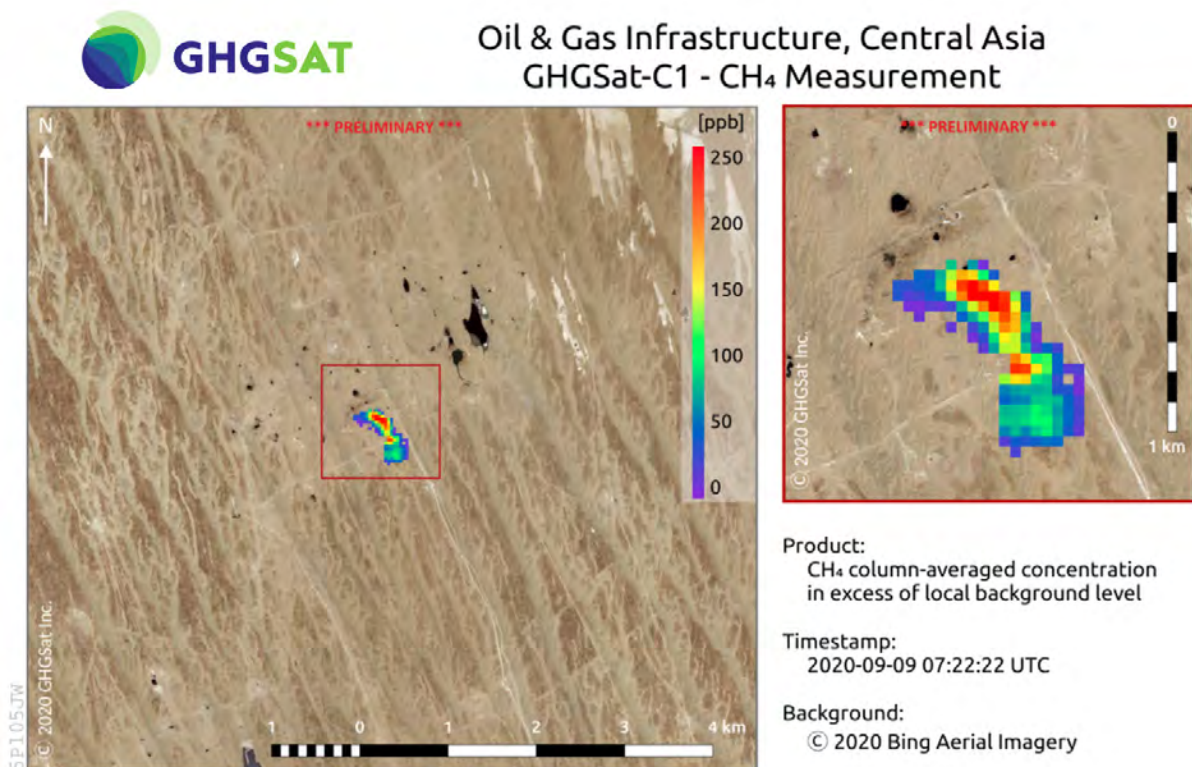 GHGSAT
Oil & Gas Infrastructure, Central Asia
GHGSat-C1 - CH₄ Measurement
N
*** PRELIMINARY ***
[ppb]
250
200
150
100
50
0
© 2020 GHGSat Inc.
5P105JW
1 0 1 2 3 4 km
*** PRELIMINARY ***
0
1 km
© 2020 GHGSat Inc.
Product:
CH₄ column-averaged concentration
in excess of local background level
Timestamp:
2020-09-09 07:22:22 UTC
Background:
© 2020 Bing Aerial Imagery